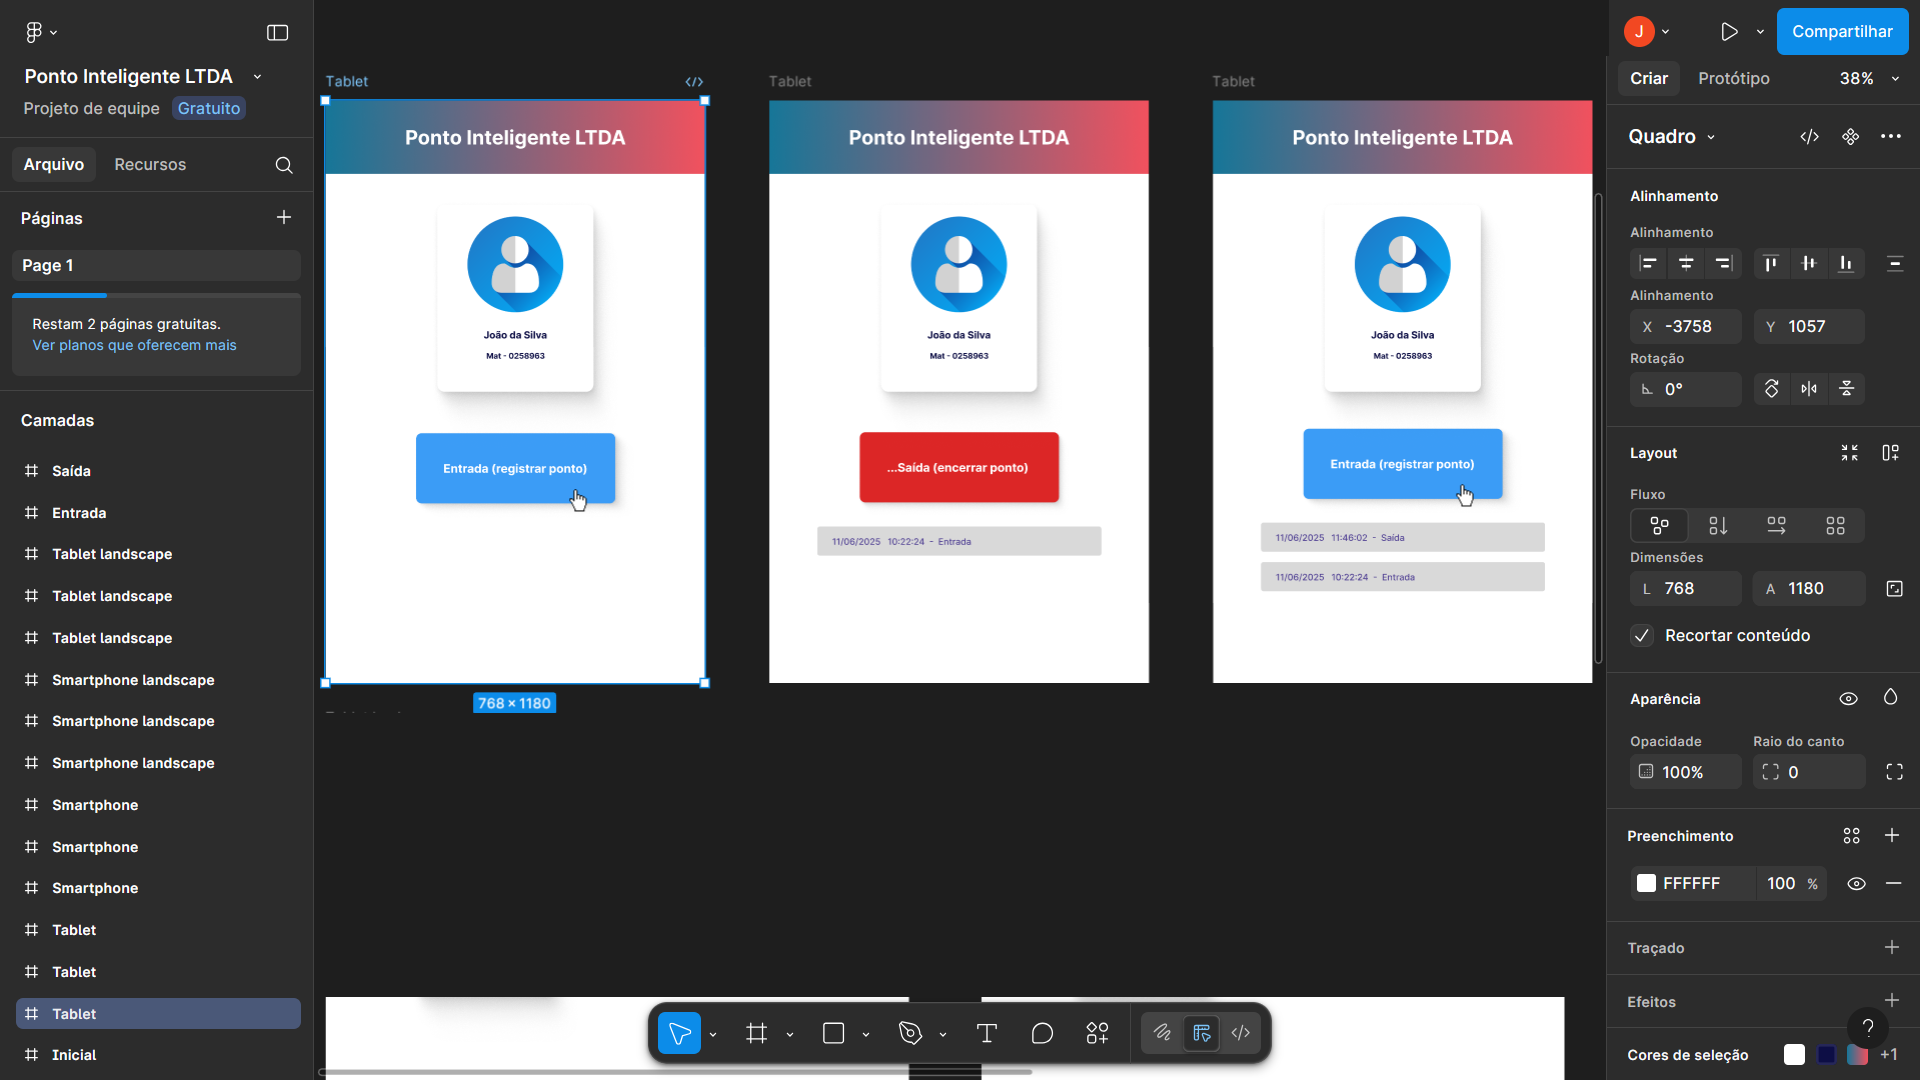 Ponto Inteligente LTDA
Projeto de equipe Gratuito
Arquivo Recursos
Páginas
Page 1
Restam 2 páginas gratuitas.
Ver planos que oferecem mais
Camadas
Saída
Entrada
Tablet landscape
Tablet landscape
Tablet landscape
Smartphone landscape
Smartphone landscape
Smartphone landscape
Smartphone
Smartphone
Smartphone
Tablet
Tablet
Tablet
Inicial
Tablet
Ponto Inteligente LTDA
João da Silva
Mat - 0258963
Entrada (registrar ponto)
768 × 1180
Tablet
Ponto Inteligente LTDA
João da Silva
Mat - 0258963
...Saída (encerrar ponto)
11/06/2025 10:22:24 - Entrada
Tablet
Ponto Inteligente LTDA
João da Silva
Mat - 0258963
Entrada (registrar ponto)
11/06/2025 11:46:02 - Saída
11/06/2025 10:22:24 - Entrada
J
Compartilhar
Criar Protótipo 38%
Quadro
Alinhamento
Alinhamento
Alinhamento
X -3758 Y 1057
Rotação
0°
Layout
Fluxo
Dimensões
L 768 A 1180
Recortar conteúdo
Aparência
Opacidade Raio do canto
100% 0
Preenchimento
FFFFFF 100 %
Traçado
Efeitos
?
Cores de seleção +1